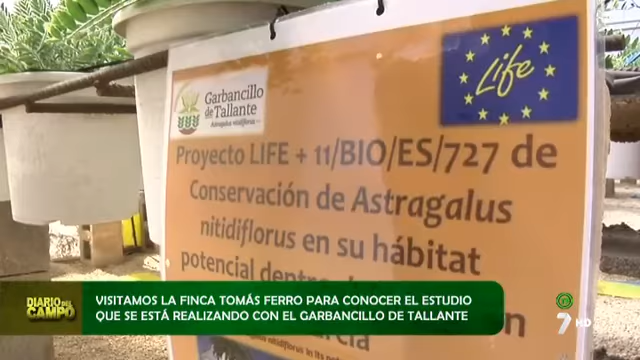 Life
Garbancillo
de Tallante
Astragalus nitidiflorus
Proyecto LIFE + 11/BIO/ES/727 de
Conservación de Astragalus
nitidiflorus en su hábitat
potencial
DIARIO DEL
CAMPO
VISITAMOS LA FINCA TOMÁS FERRO PARA CONOCER EL ESTUDIO
QUE SE ESTÁ REALIZANDO CON EL GARBANCILLO DE TALLANTE
7 HD